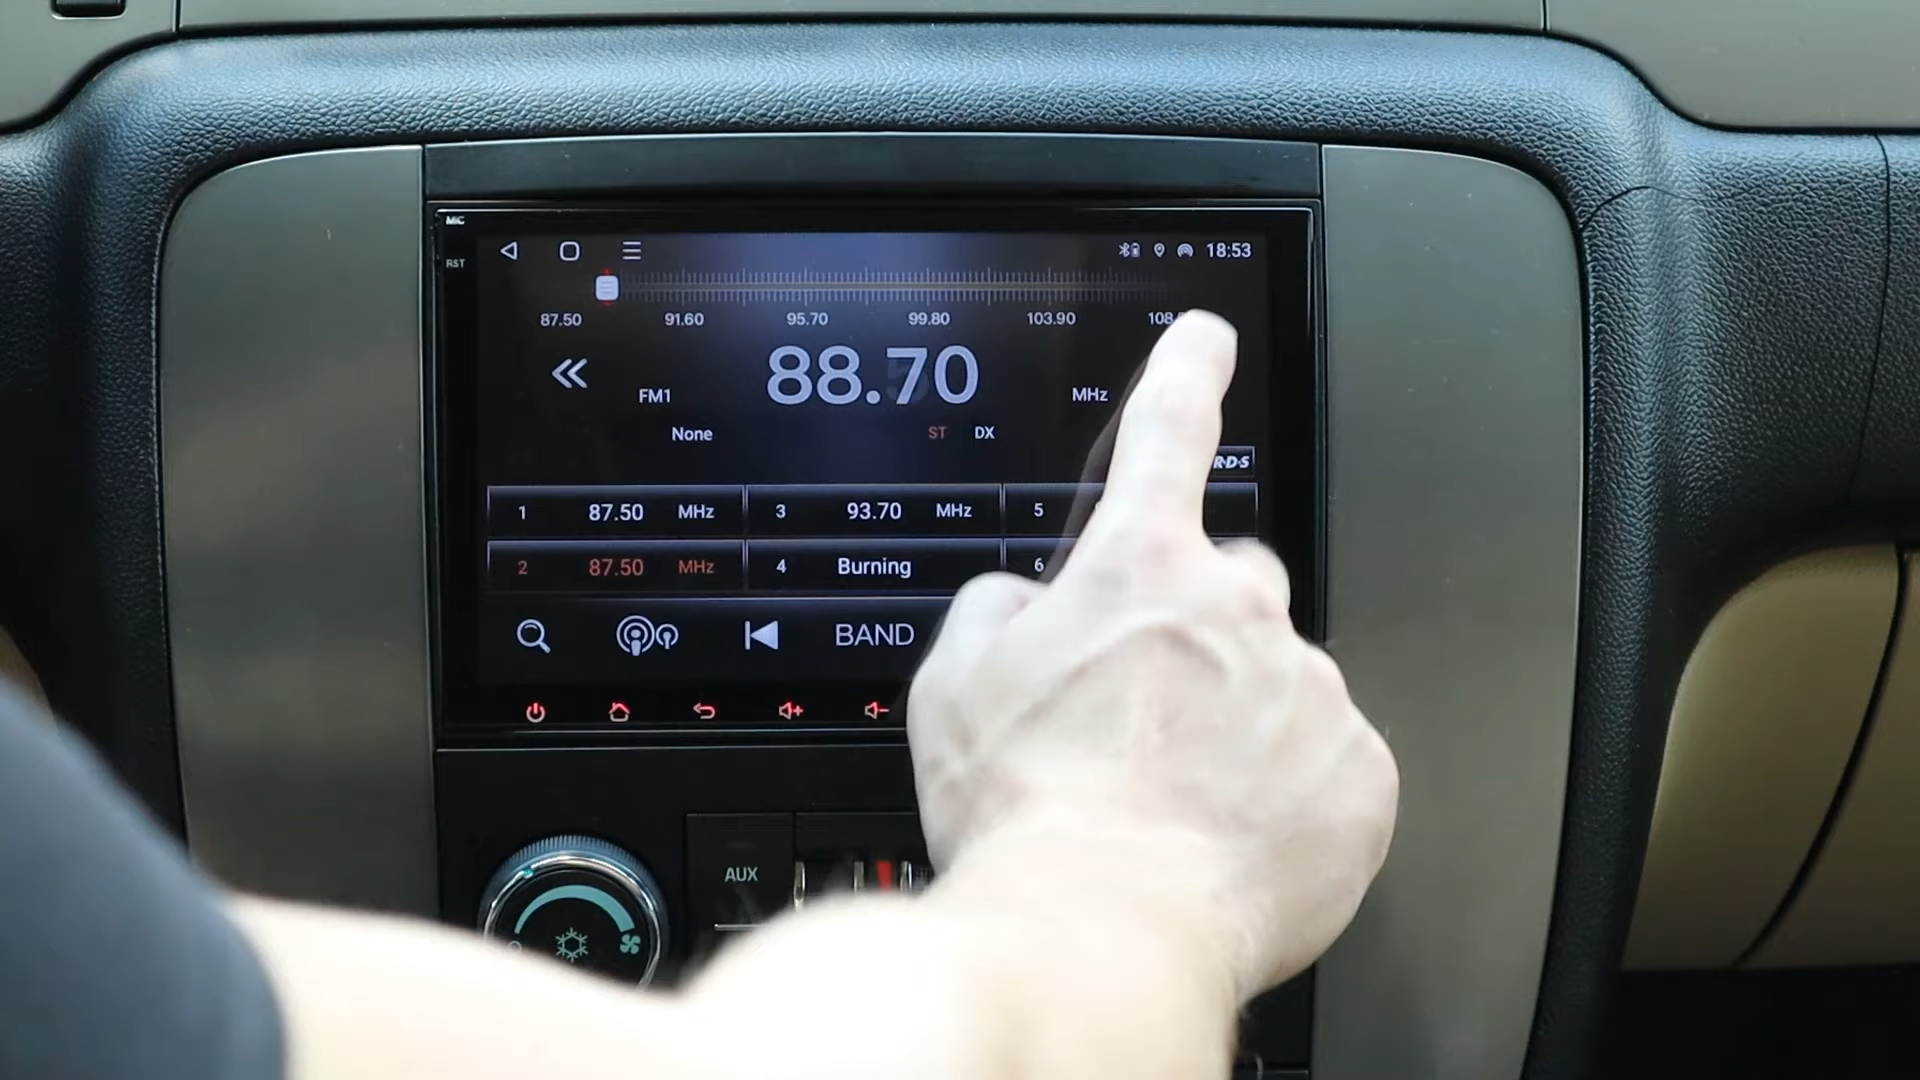 MIC
RST
18:53
87.50 91.60 95.70 99.80 103.90 108
88.70
FM1 MHz
None ST DX
R·D·S
1 87.50 MHz 3 93.70 MHz 5
2 87.50 MHz 4 Burning 6
BAND
AUX